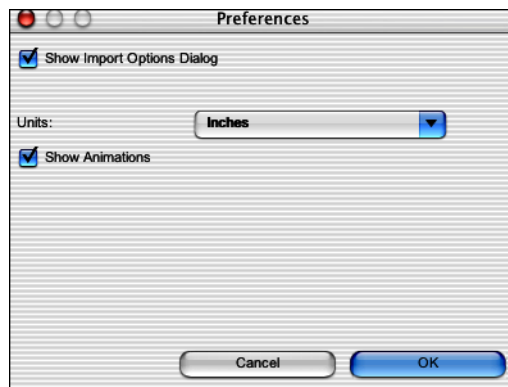 Preferences
Show Import Options Dialog
Units: Inches
Show Animations
Cancel OK